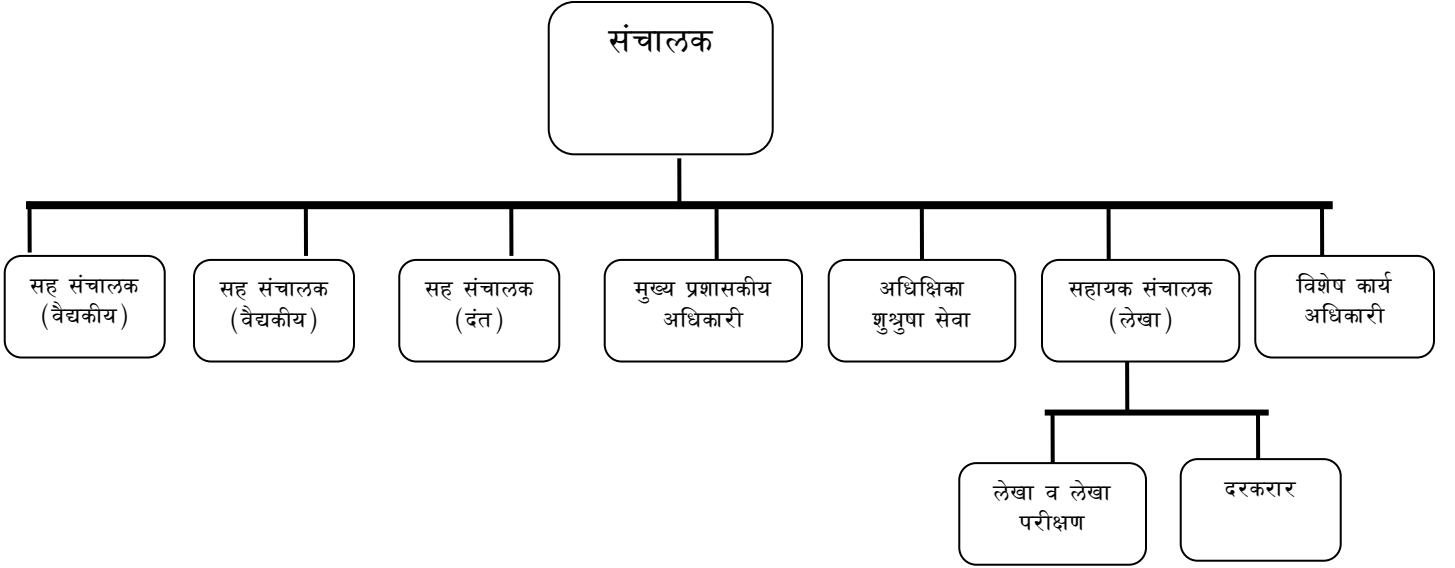 संचालक
सह संचालक
(वैद्यकीय)
सह संचालक
(वैद्यकीय)
सह संचालक
(दंत)
मुख्य प्रशासकीय
अधिकारी
अधिक्षिका
शुश्रुषा सेवा
सहायक संचालक
(लेखा)
विशेष कार्य
अधिकारी
लेखा व लेखा
परीक्षण
दरकरार